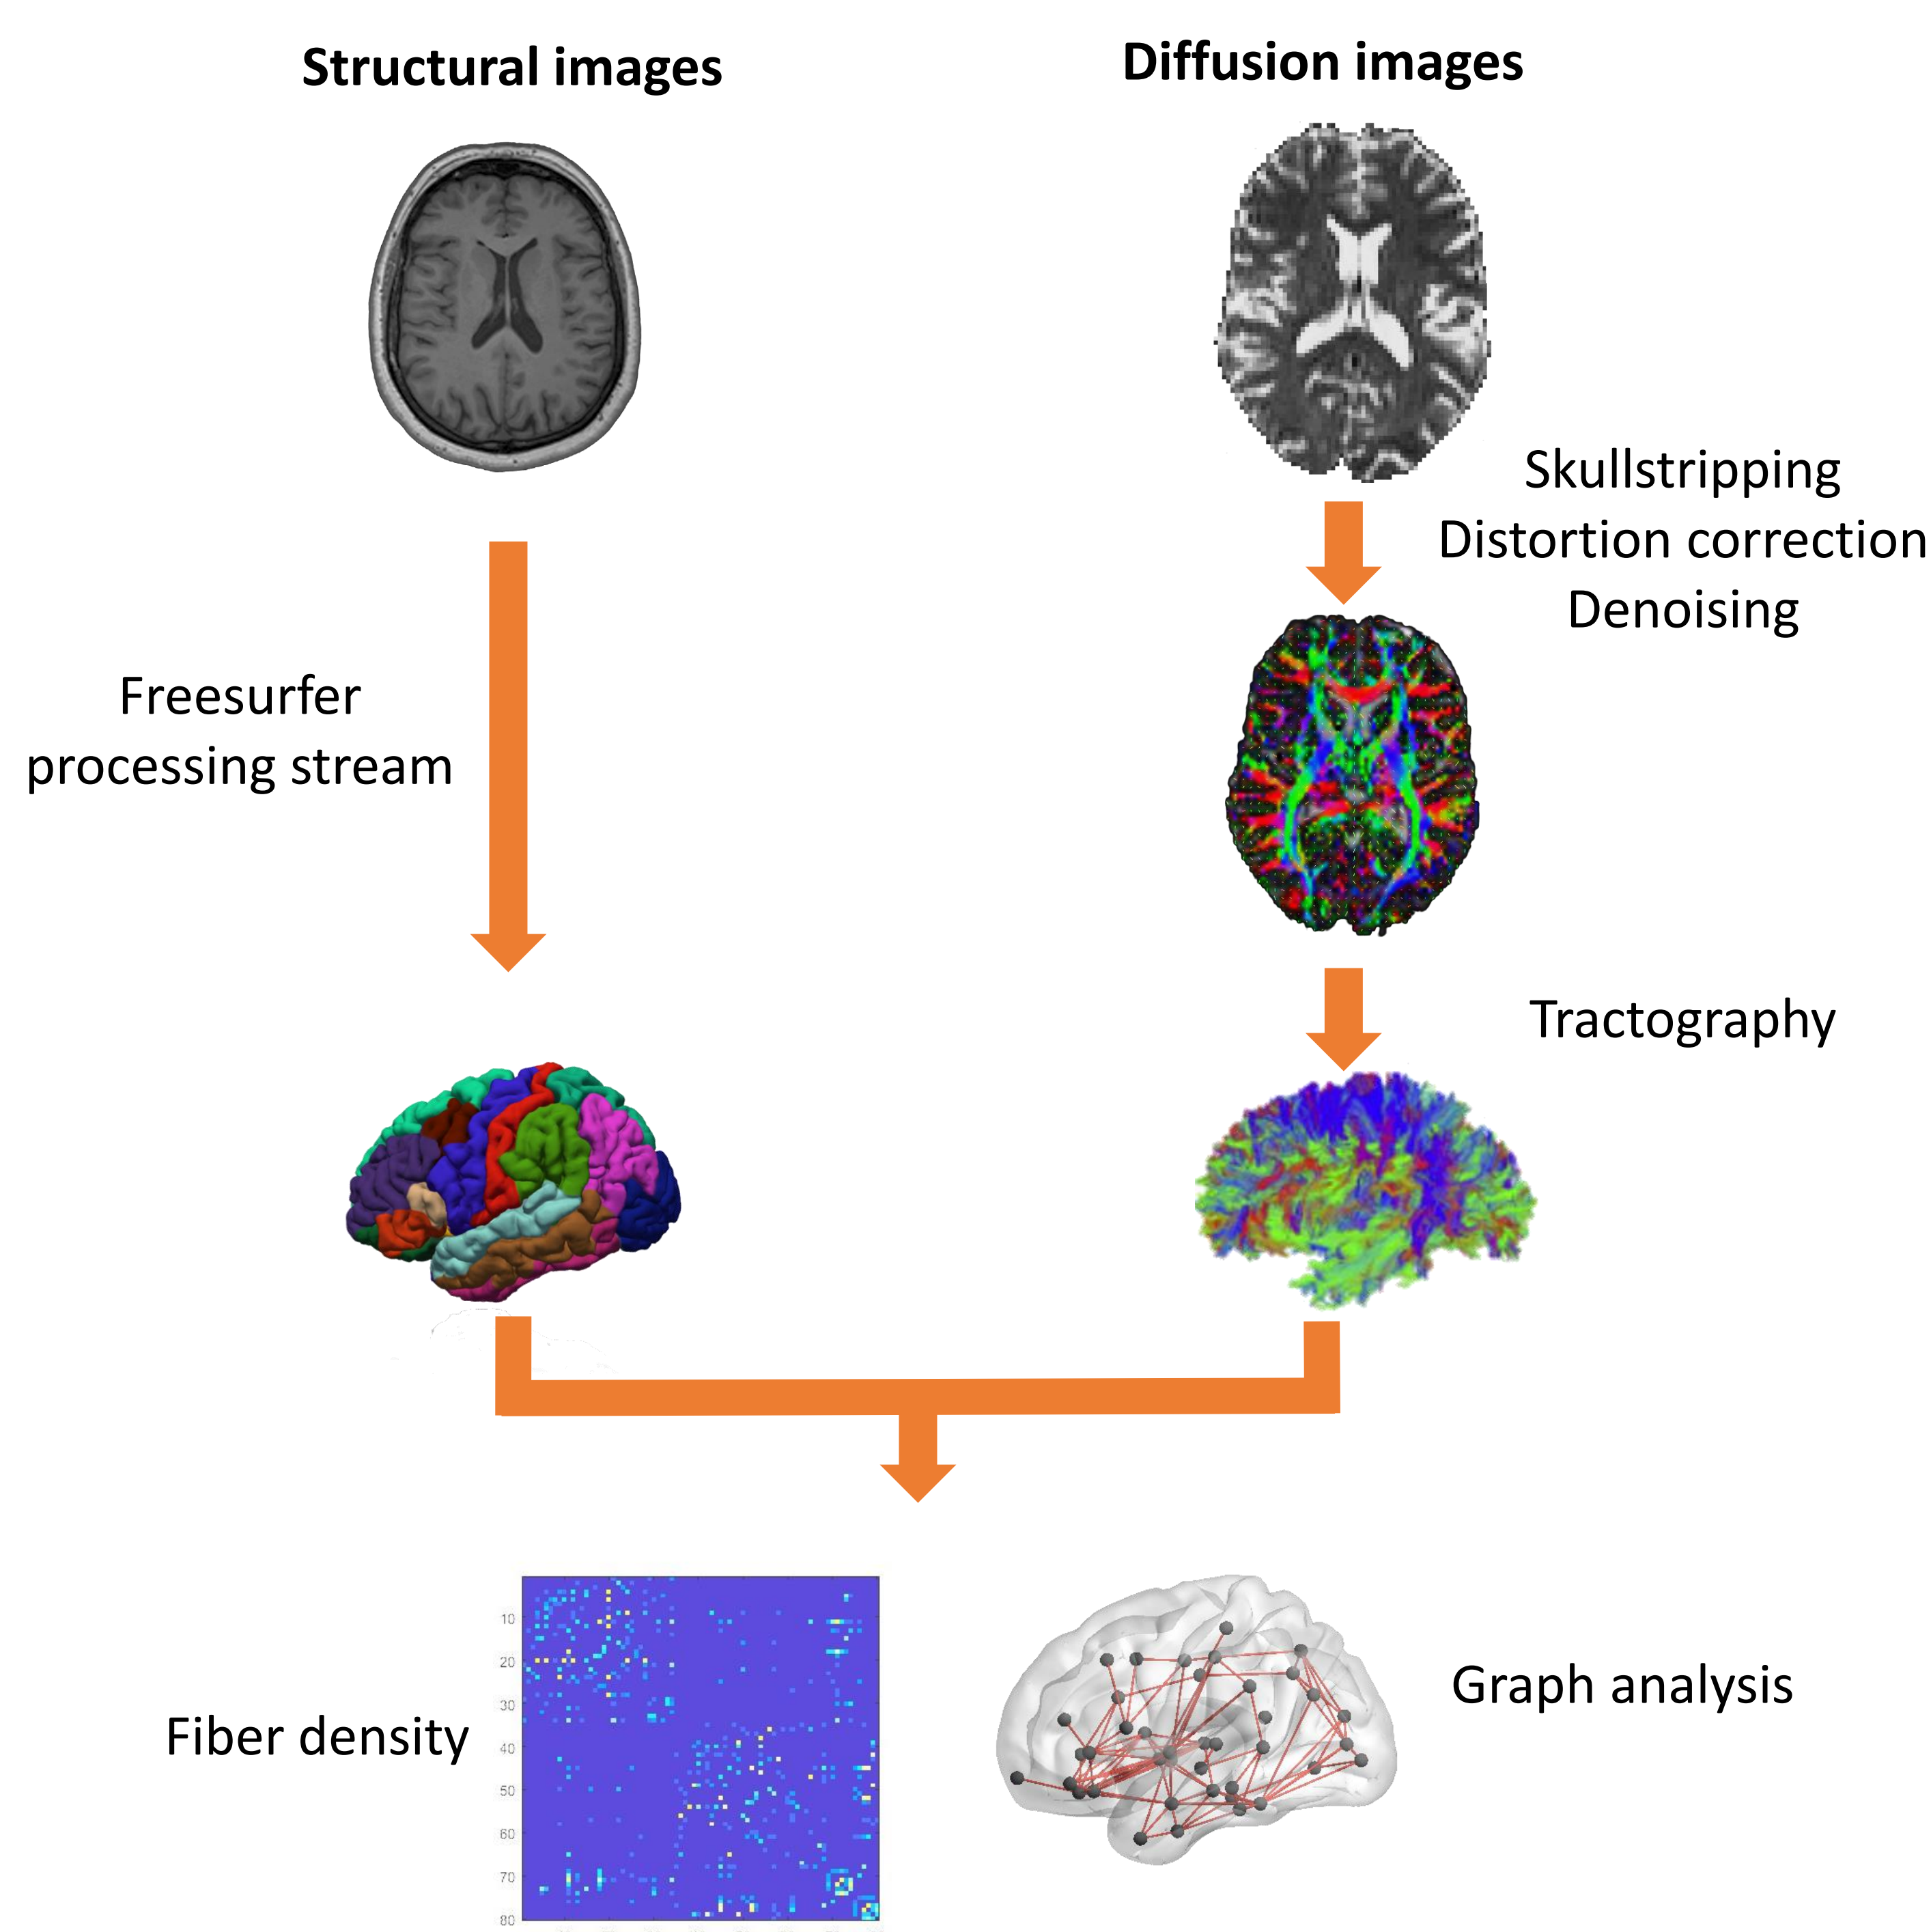 Structural images
Diffusion images
Skullstripping
Distortion correction
Denoising
Freesurfer
processing stream
Tractography
Fiber density
10
20
30
40
50
60
70
80
Graph analysis